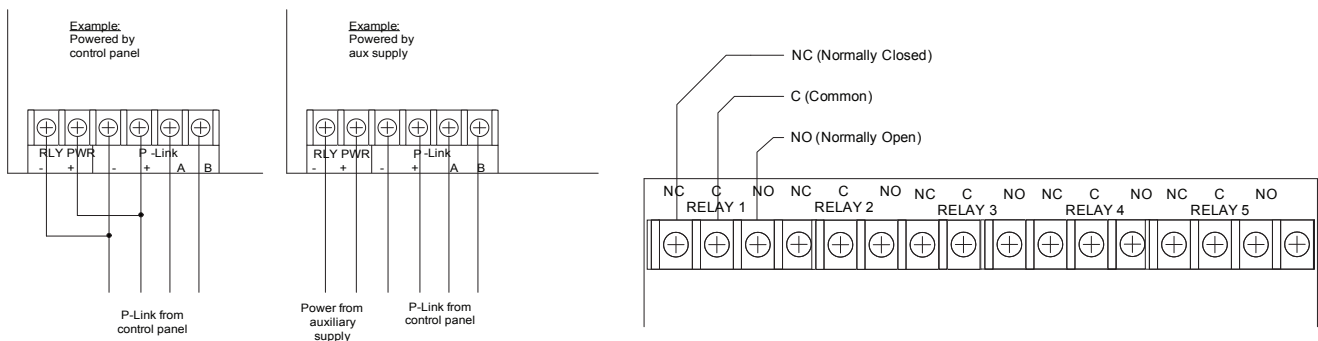 Example:
Powered by
control panel
RLY PWR P -Link
- + - + A B
P-Link from
control panel
Example:
Powered by
aux supply
RLY PWR P -Link
- + - + A B
Power from
auxiliary
supply
P-Link from
control panel
NC (Normally Closed)
C (Common)
NO (Normally Open)
NC C NO NC C NO NC C NO NC C NO NC C NO
RELAY 1 RELAY 2 RELAY 3 RELAY 4 RELAY 5